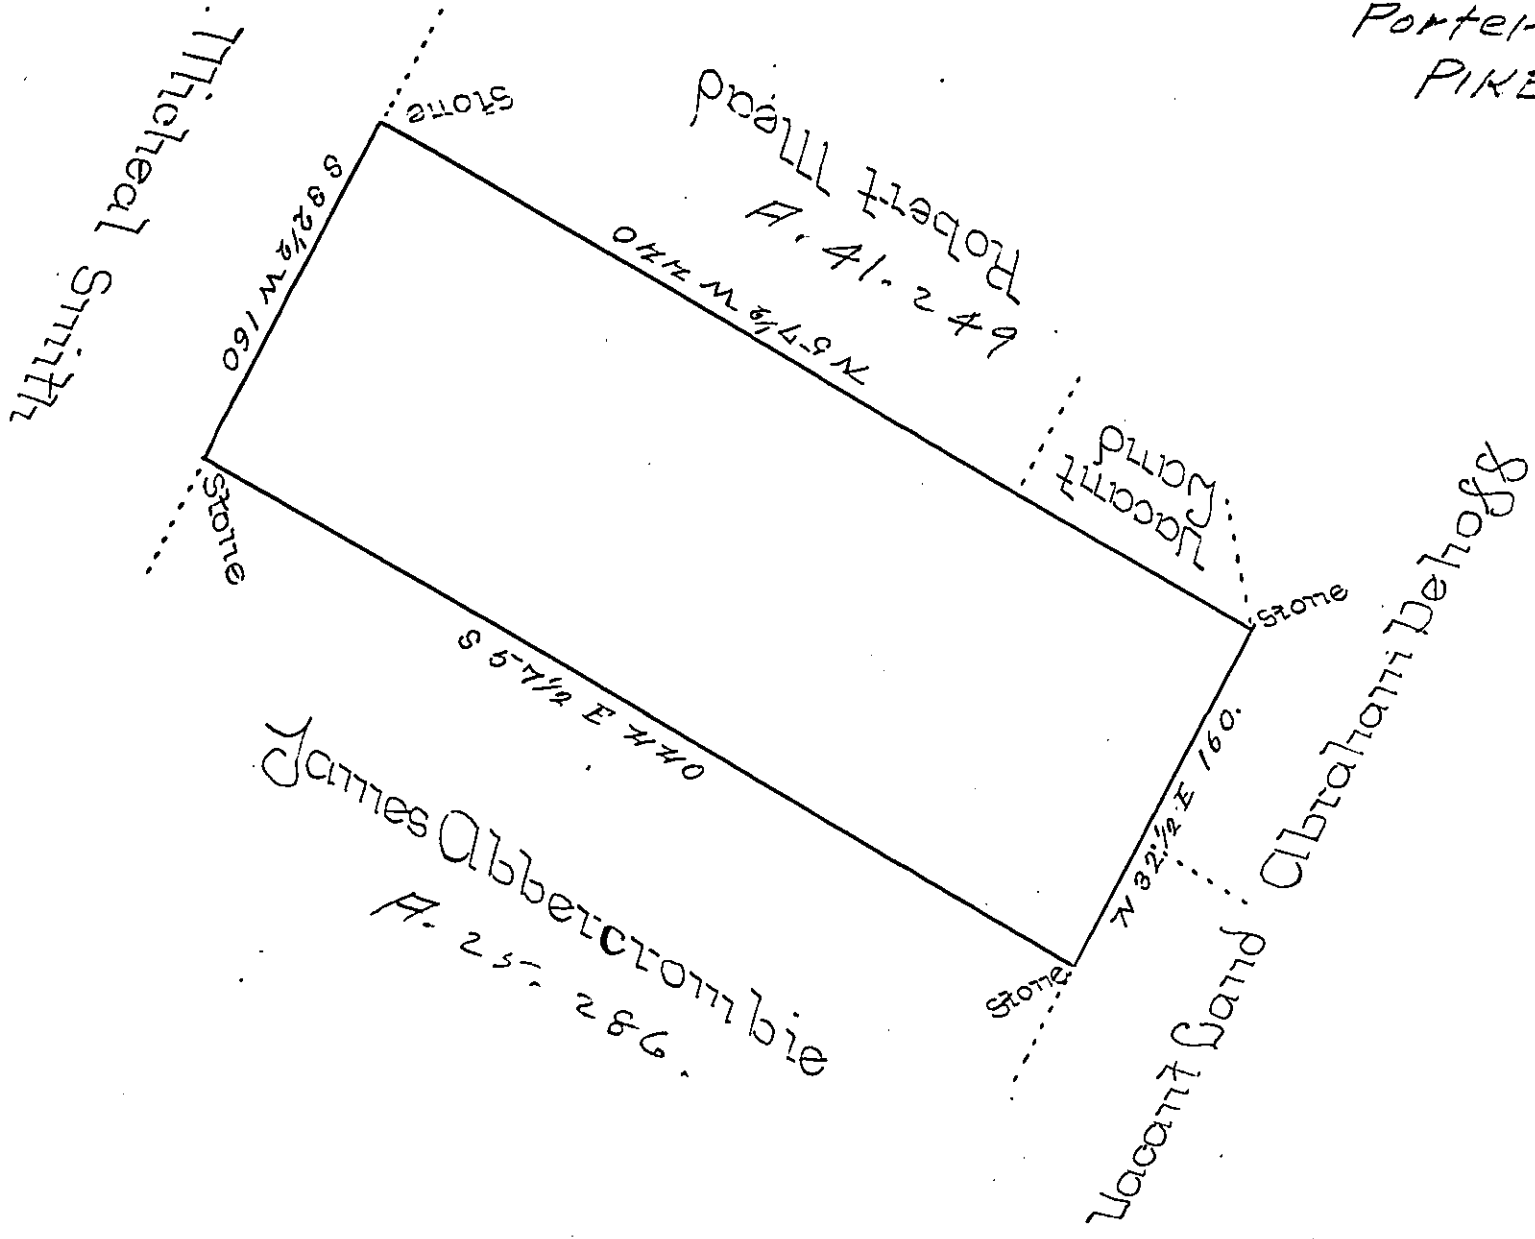 Porter
PIKE
Micheal Smith
Stone
S 32½ W 160
Robert Mead
A. 41. 249
N 57½ W 440
Vacant
Land
Stone
Stone
S 57½ E 440
James Abbercrombie
A. 25. 286.
N 32½ E 160.
Stone
Abraham Dehoff
Vacant Land